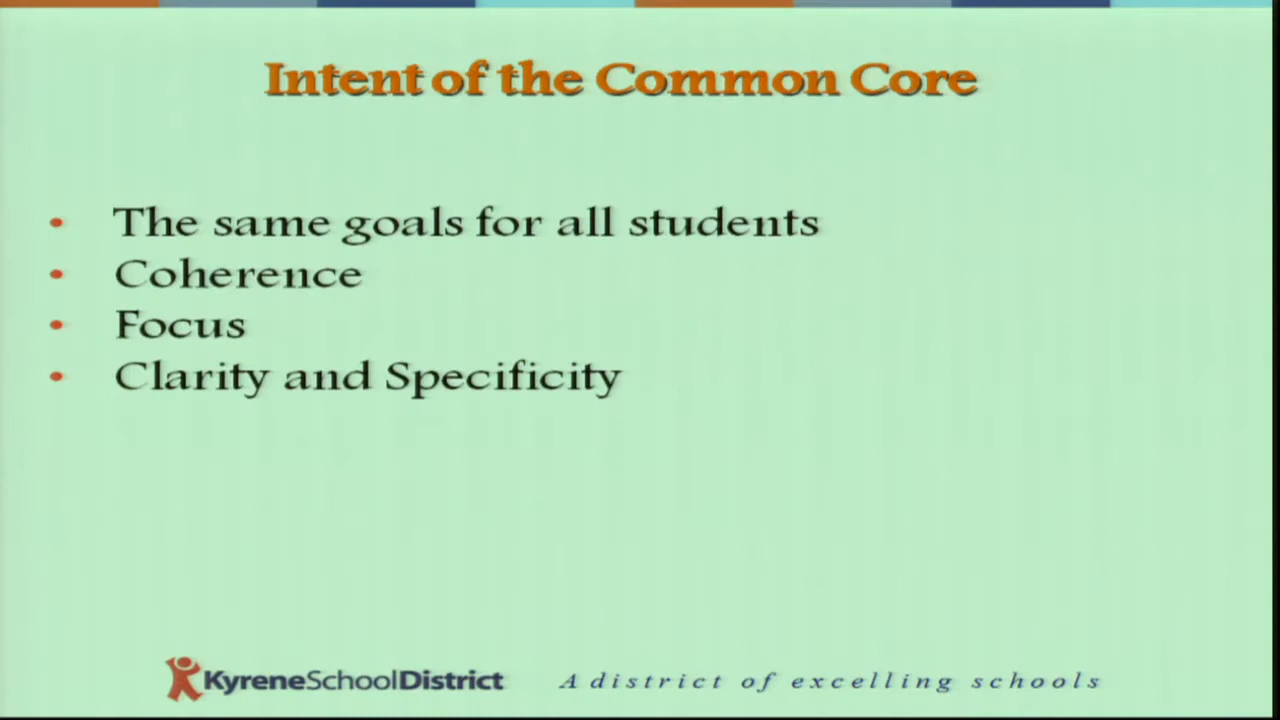 Intent of the Common Core
• The same goals for all students
• Coherence
• Focus
• Clarity and Specificity
KyreneSchoolDistrict A district of excelling schools